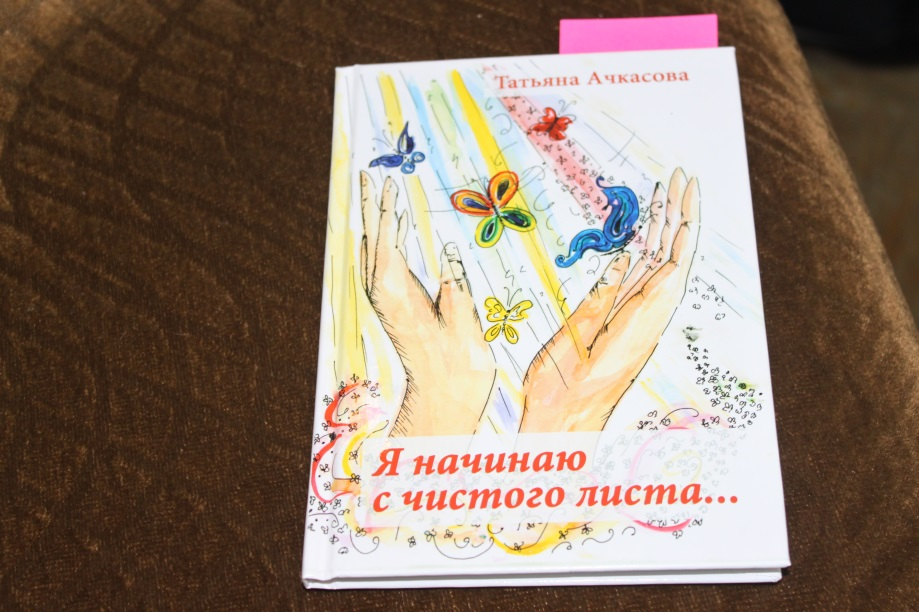 Татьяна Ачкасова
Я начинаю
с чистого листа...